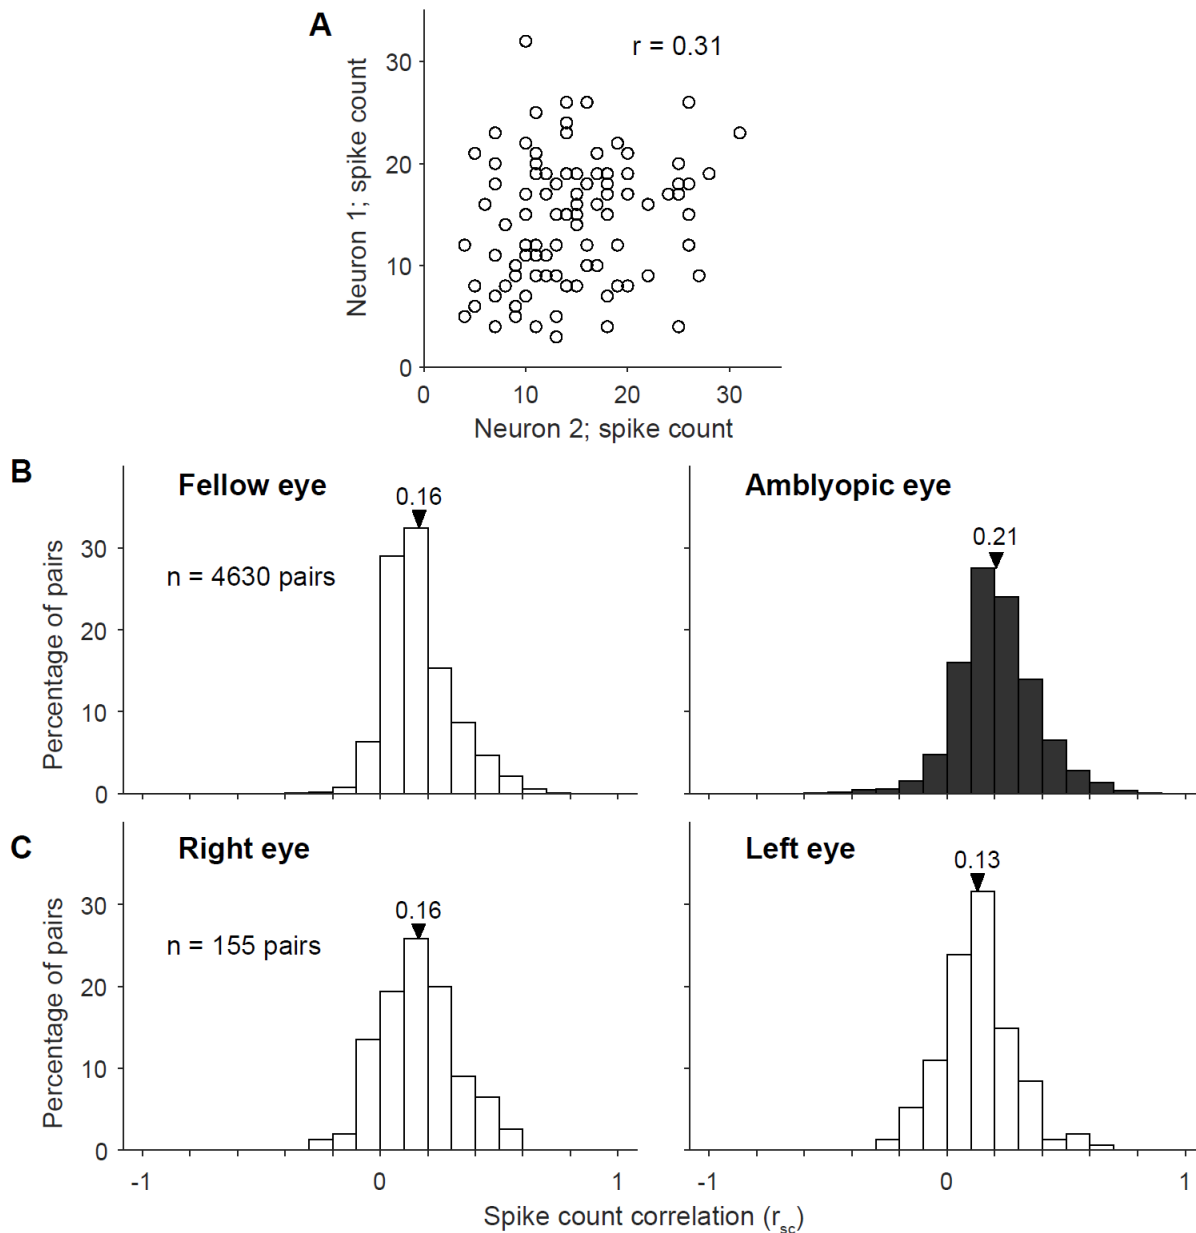 A
r = 0.31
Neuron 1; spike count
30
20
10
0
0 10 20 30
Neuron 2; spike count
B
Fellow eye
0.16
n = 4630 pairs
Percentage of pairs
30
20
10
0
Amblyopic eye
0.21
C
Right eye
0.16
n = 155 pairs
Percentage of pairs
30
20
10
0
-1 0 1
Left eye
0.13
-1 0 1
Spike count correlation (rsc)